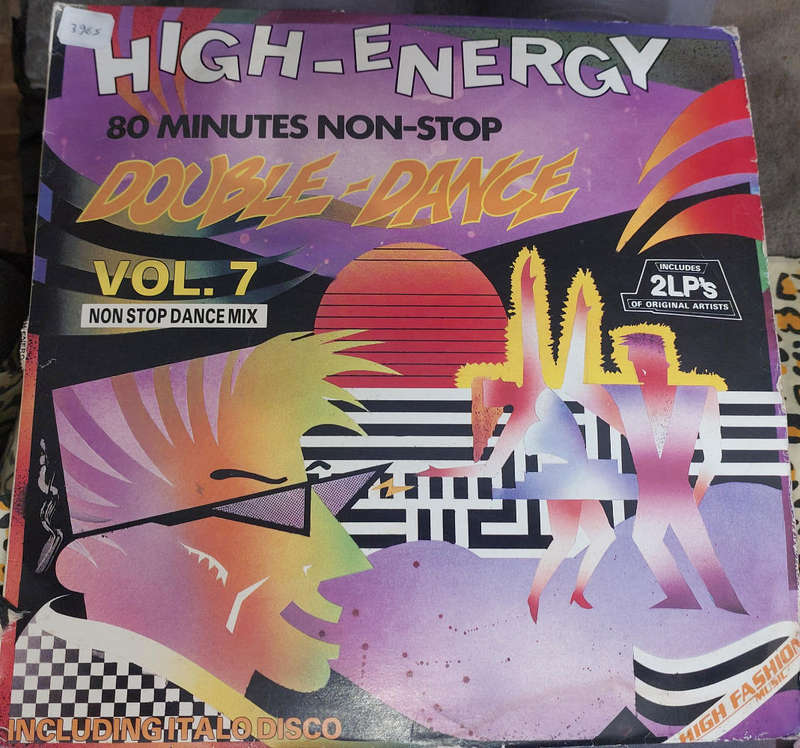 3965
HIGH-ENERGY
80 MINUTES NON-STOP
DOUBLE-DANCE
VOL. 7
NON STOP DANCE MIX
INCLUDES
2LP's
OF ORIGINAL ARTISTS
INCLUDING ITALO DISCO
HIGH FASHION
MUSIC